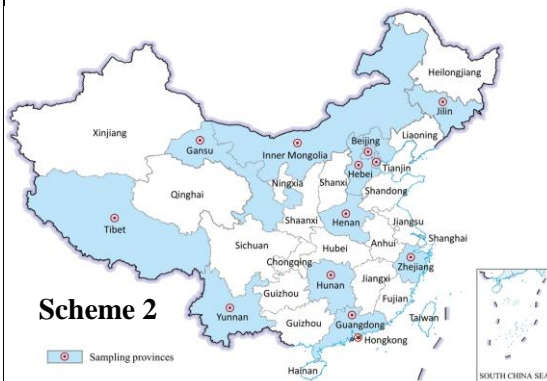 Heilongjiang
Jilin
Xinjiang
Liaoning
Gansu
Inner Mongolia
Beijing
Tianjin
Hebei
Ningxia
Shanxi
Shandong
Qinghai
Shaanxi
Henan
Jiangsu
Tibet
Shanghai
Sichuan
Hubei
Anhui
Chongqing
Zhejiang
Hunan
Jiangxi
Guizhou
Fujian
Scheme 2
Yunnan
Guizhou
Guangdong
Taiwan
Hongkong
Sampling provinces
Hainan
SOUTH CHINA SEA